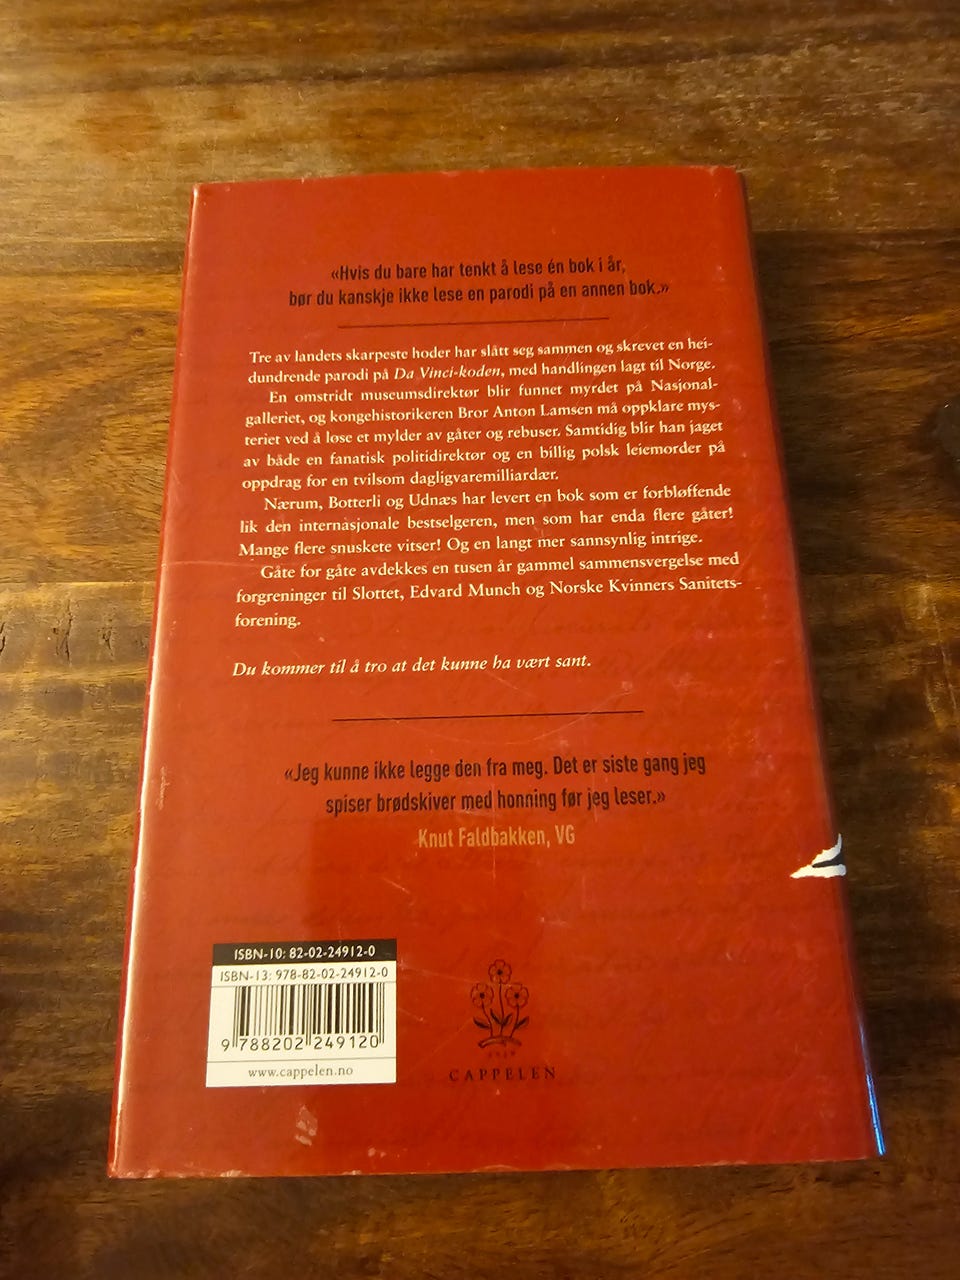 «Hvis du bare har tenkt å lese én bok i år,
bør du kanskje ikke lese en parodi på en annen bok.»
Tre av landets skarpeste hoder har slått seg sammen og skrevet en hei-
dundrende parodi på Da Vinci-koden, med handlingen lagt til Norge.
En omstridt museumsdirektør blir funnet myrdet på Nasjonal-
galleriet, og kongehistorikeren Bror Anton Lamsen må oppklare mys-
teriet ved å løse et mylder av gåter og rebuser. Samtidig blir han jaget
av både en fanatisk politidirektør og en billig polsk leiemorder på
oppdrag for en tvilsom dagligvaremilliardær.
Nærum, Botterli og Udnæs har levert en bok som er forbløffende
lik den internasjonale bestselgeren, men som har enda flere gåter!
Mange flere snuskete vitser! Og en langt mer sannsynlig intrige.
Gåte for gåte avdekkes en tusen år gammel sammensvergelse med
forgreninger til Slottet, Edvard Munch og Norske Kvinners Sanitets-
forening.
Du kommer til å tro at det kunne ha vært sant.
«Jeg kunne ikke legge den fra meg. Det er siste gang jeg
spiser brødskiver med honning før jeg leser.»
Knut Faldbakken, VG
ISBN-10: 82-02-24912-0
ISBN-13: 978-82-02-24912-0
9 788202 249120
www.cappelen.no
1829
CAPPELEN